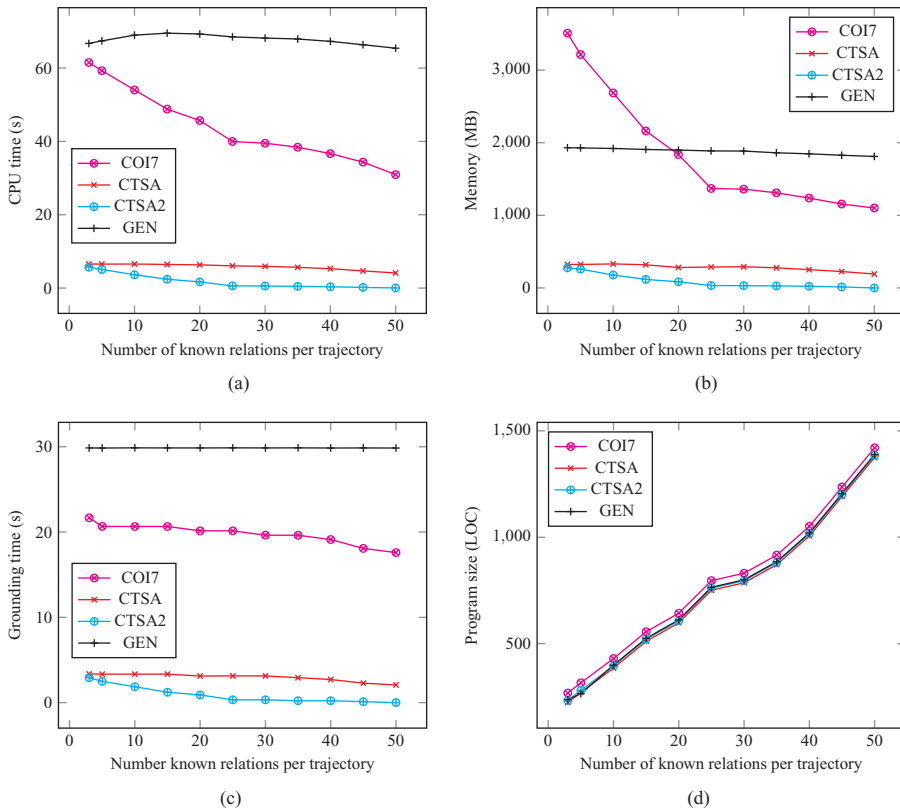 60
40
20
0
CPU time (s)
COI7
CTSA
CTSA2
GEN
0 10 20 30 40 50
Number of known relations per trajectory
(a)
3,000
2,000
1,000
0
Memory (MB)
COI7
CTSA
CTSA2
GEN
0 10 20 30 40 50
Number of known relations per trajectory
(b)
30
20
10
0
Grounding time (s)
COI7
CTSA
CTSA2
GEN
0 10 20 30 40 50
Number known relations per trajectory
(c)
1,500
1,000
500
Program size (LOC)
COI7
CTSA
CTSA2
GEN
0 10 20 30 40 50
Number of known relations per trajectory
(d)